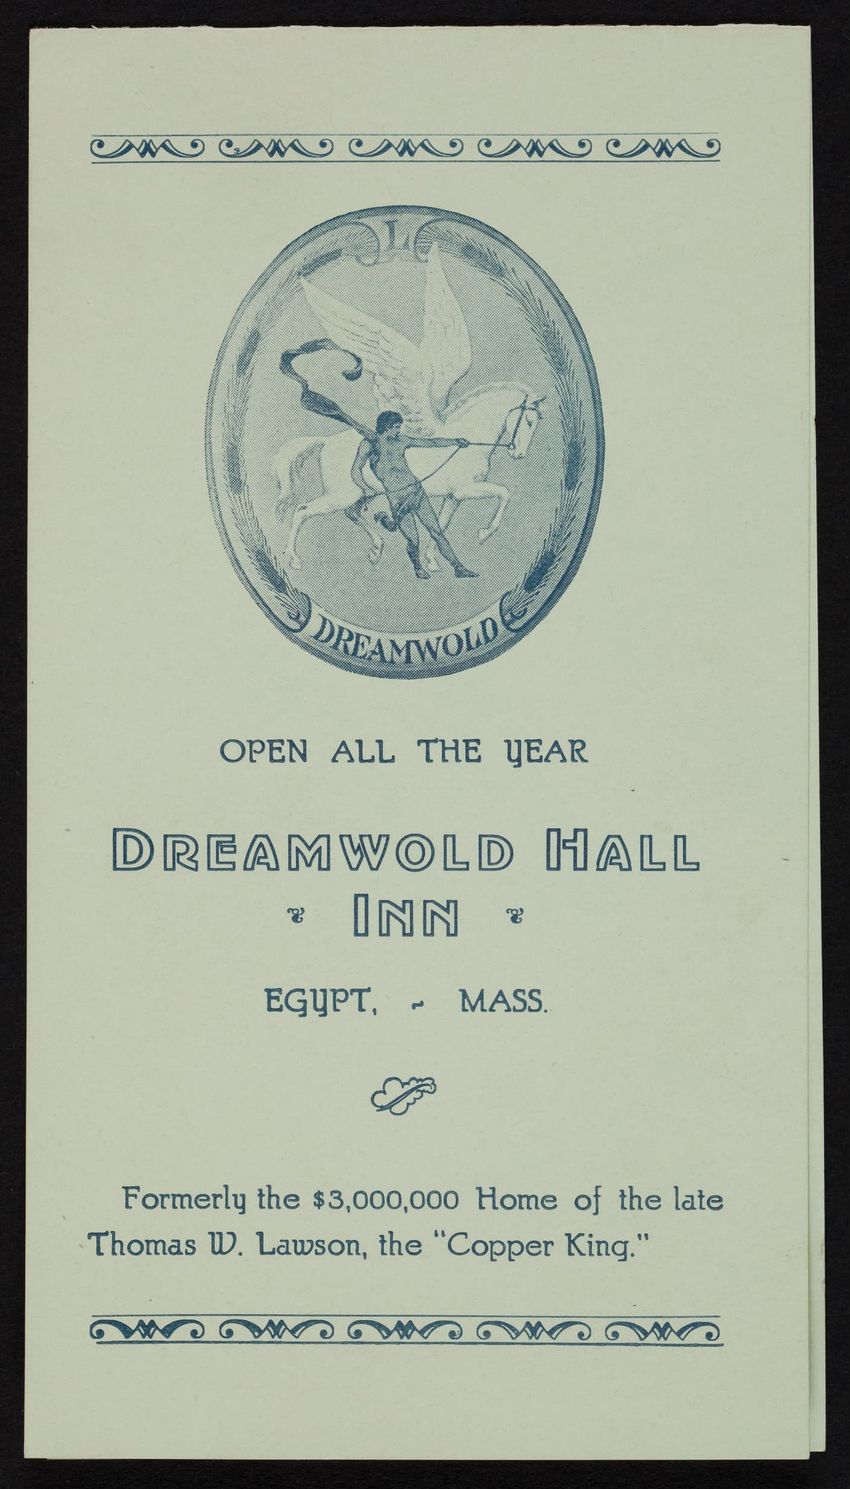 L
DREAMWOLD
OPEN ALL THE YEAR
DREAMWOLD HALL
INN
EGYPT, - MASS.
Formerly the $3,000,000 Home of the late
Thomas W. Lawson, the "Copper King."